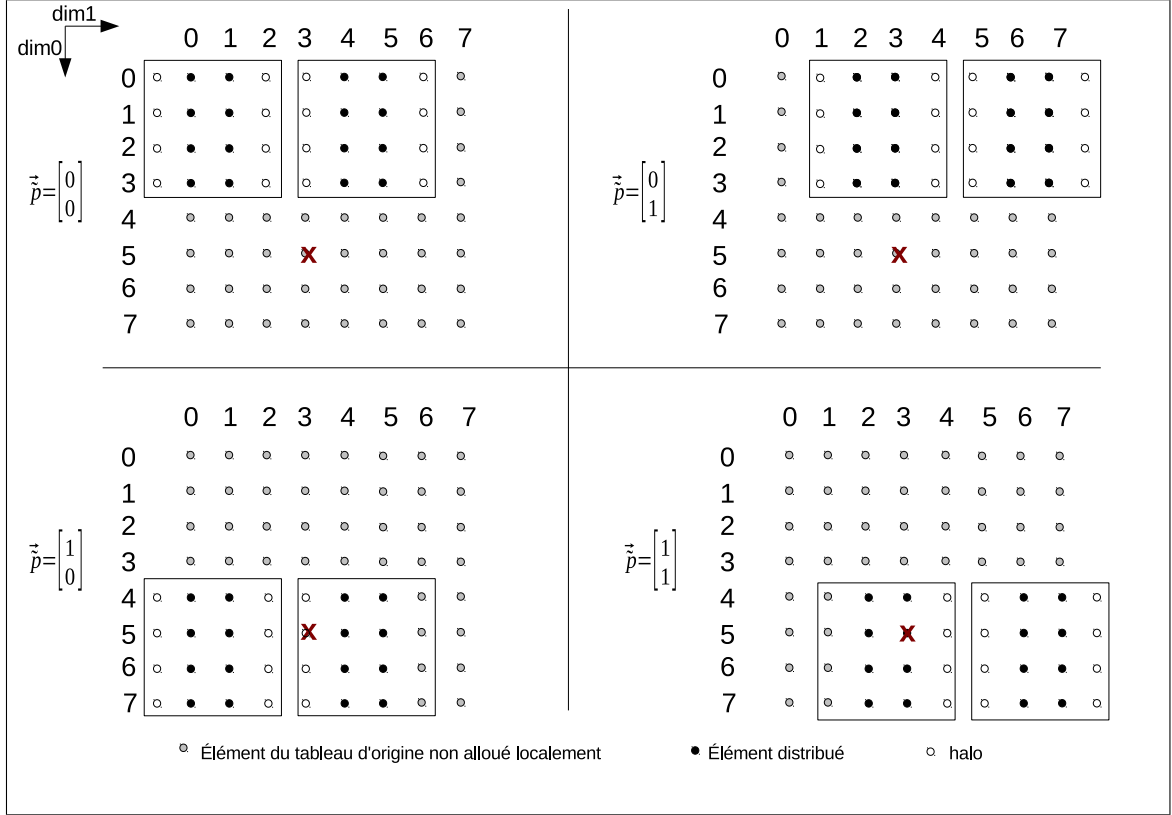 dim1
dim0
0 1 2 3 4 5 6 7
0
1
2
3
4
5
6
7
p̃⃗=[0 0]
X
0 1 2 3 4 5 6 7
0
1
2
3
4
5
6
7
p̃⃗=[0 1]
X
0 1 2 3 4 5 6 7
0
1
2
3
4
5
6
7
p̃⃗=[1 0]
X
0 1 2 3 4 5 6 7
0
1
2
3
4
5
6
7
p̃⃗=[1 1]
X
Élément du tableau d'origine non alloué localement
Élément distribué
halo